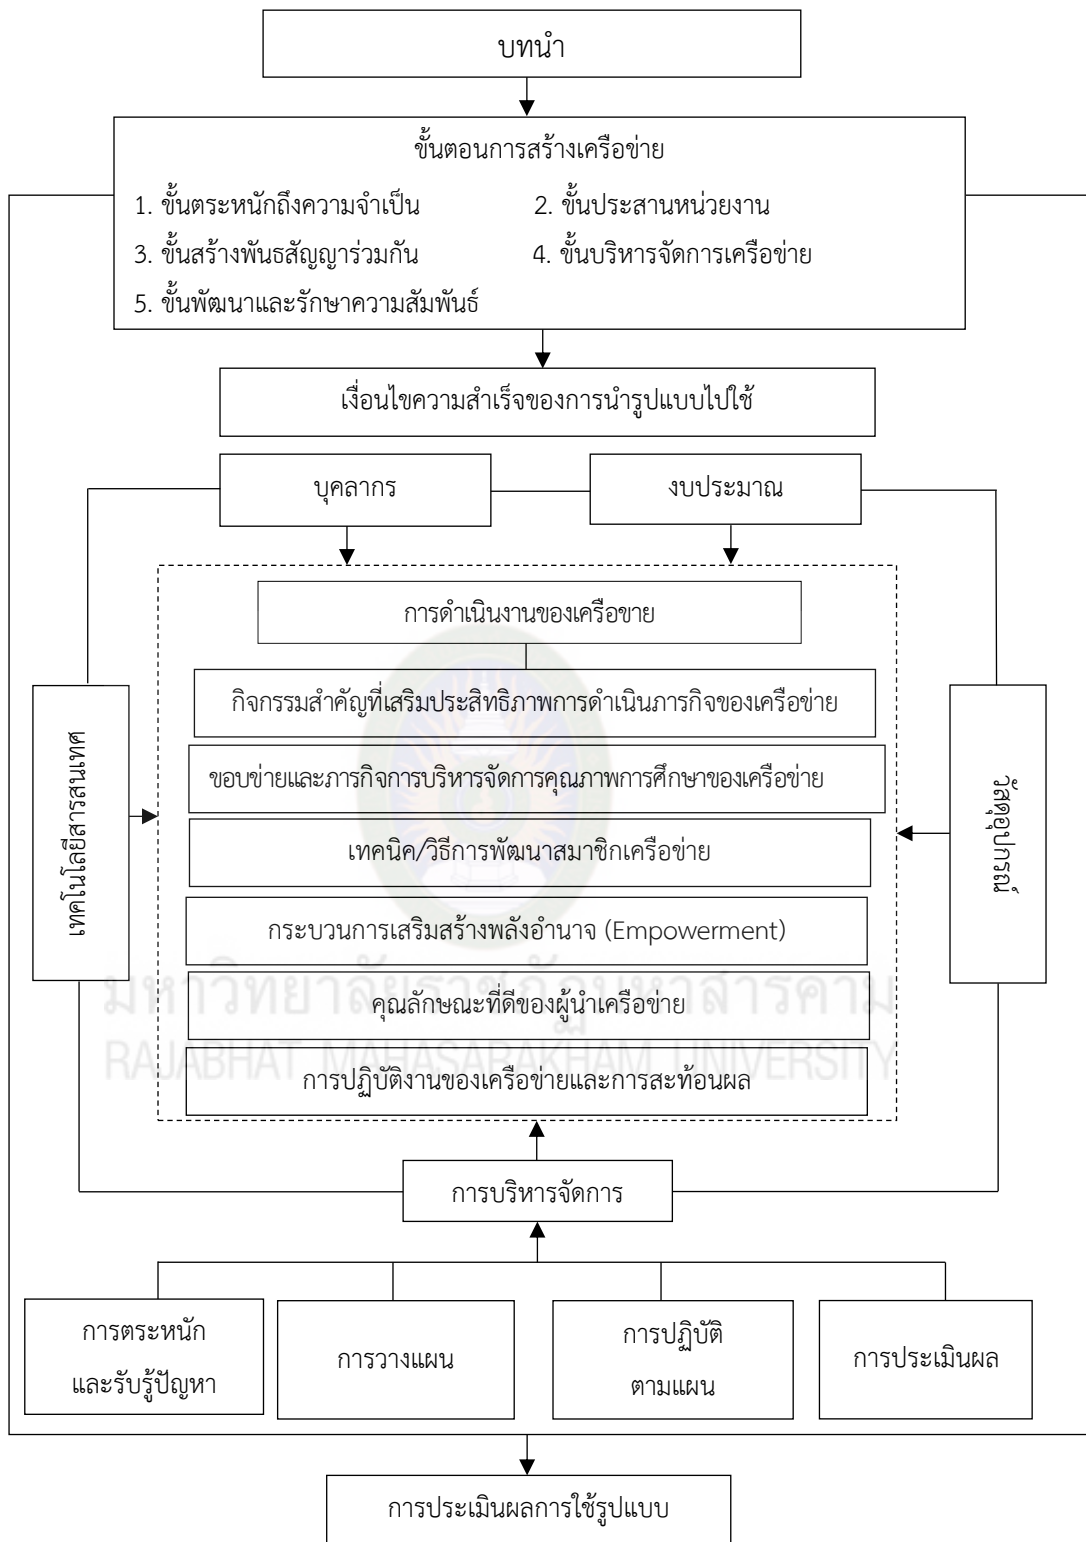 บทนำ
ขั้นตอนการสร้างเครือข่าย
1. ขั้นตระหนักถึงความจำเป็น 2. ขั้นประสานหน่วยงาน
3. ขั้นสร้างพันธสัญญาร่วมกัน 4. ขั้นบริหารจัดการเครือข่าย
5. ขั้นพัฒนาและรักษาความสัมพันธ์
เงื่อนไขความสำเร็จของการนำรูปแบบไปใช้
บุคลากร งบประมาณ
การดำเนินงานของเครือขาย
กิจกรรมสำคัญที่เสริมประสิทธิภาพการดำเนินภารกิจของเครือข่าย
ขอบข่ายและภารกิจการบริหารจัดการคุณภาพการศึกษาของเครือข่าย
เทคนิค/วิธีการพัฒนาสมาชิกเครือข่าย
กระบวนการเสริมสร้างพลังอำนาจ (Empowerment)
คุณลักษณะที่ดีของผู้นำเครือข่าย
การปฏิบัติงานของเครือข่ายและการสะท้อนผล
เทคโนโลยีสารสนเทศ
วัสดุอุปกรณ์
มหาวิทยาลัยราชภัฏมหาสารคาม
RAJABHAT MAHASARAKHAM UNIVERSITY
การบริหารจัดการ
การตระหนัก
และรับรู้ปัญหา
การวางแผน
การปฏิบัติ
ตามแผน
การประเมินผล
การประเมินผลการใช้รูปแบบ